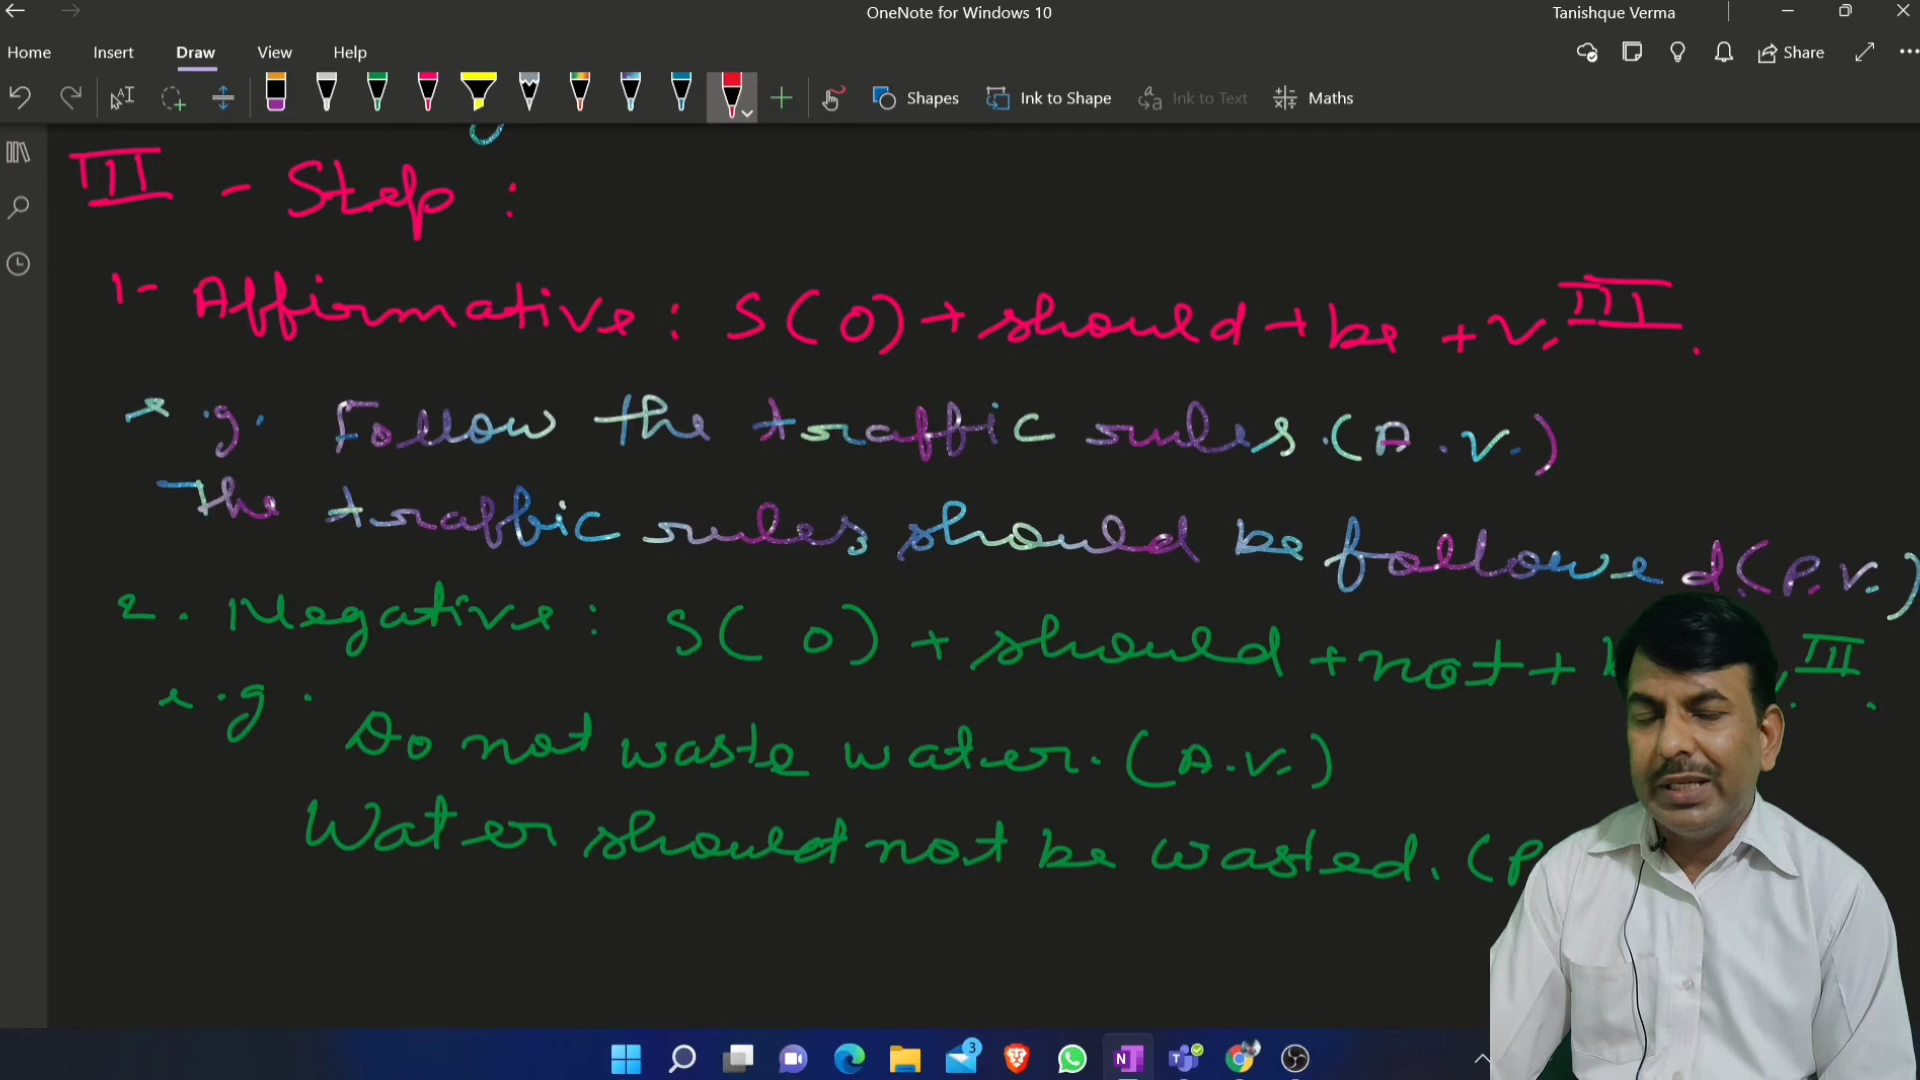 OneNote for Windows 10
Tanishque Verma
Home Insert Draw View Help
Share
Shapes Ink to Shape Ink to Text Maths
III - Step :
1- Affirmative : S(O) + should + be + v. III.
e.g. Follow the traffic rules. (A.V.)
The traffic rules should be followed. (P.V.)
2. Negative : S(O) + should + not + III.
e.g.
Do not waste water. (A.V.)
Water should not be wasted. (P
3